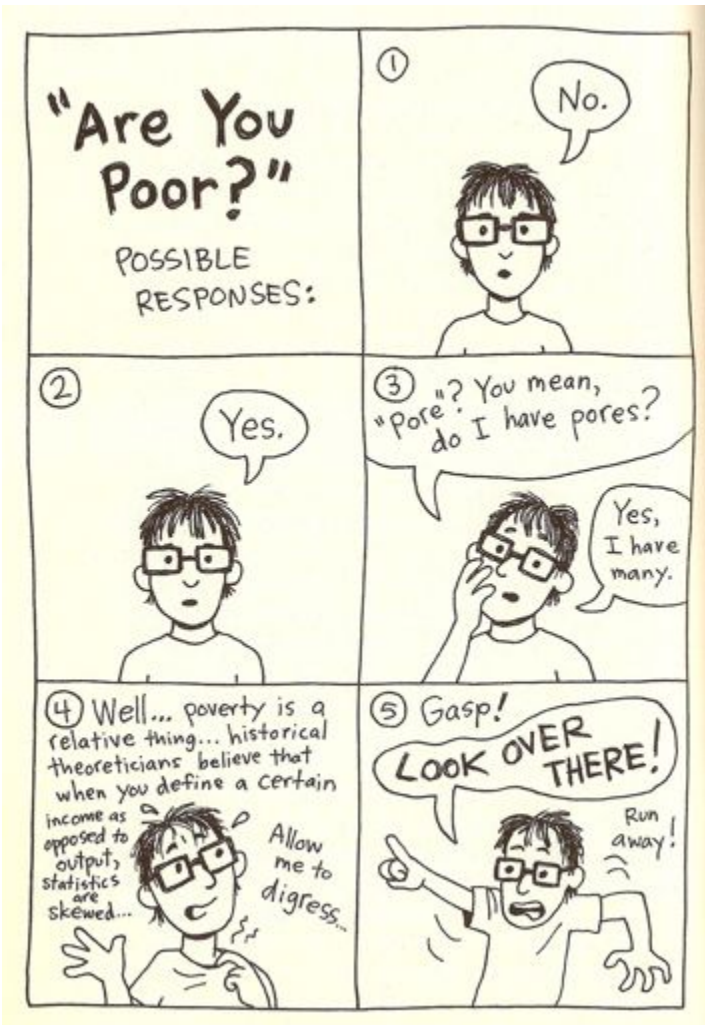 "Are You
Poor?"
POSSIBLE
RESPONSES:
1
No.
2
Yes.
3
"Pore"? You mean,
do I have pores?
Yes,
I have
many.
4 Well... poverty is a
relative thing... historical
theoreticians believe that
when you define a certain
income as
opposed to
output,
statistics
are
skewed...
Allow
me to
digress...
5 Gasp!
LOOK OVER
THERE!
Run
away!